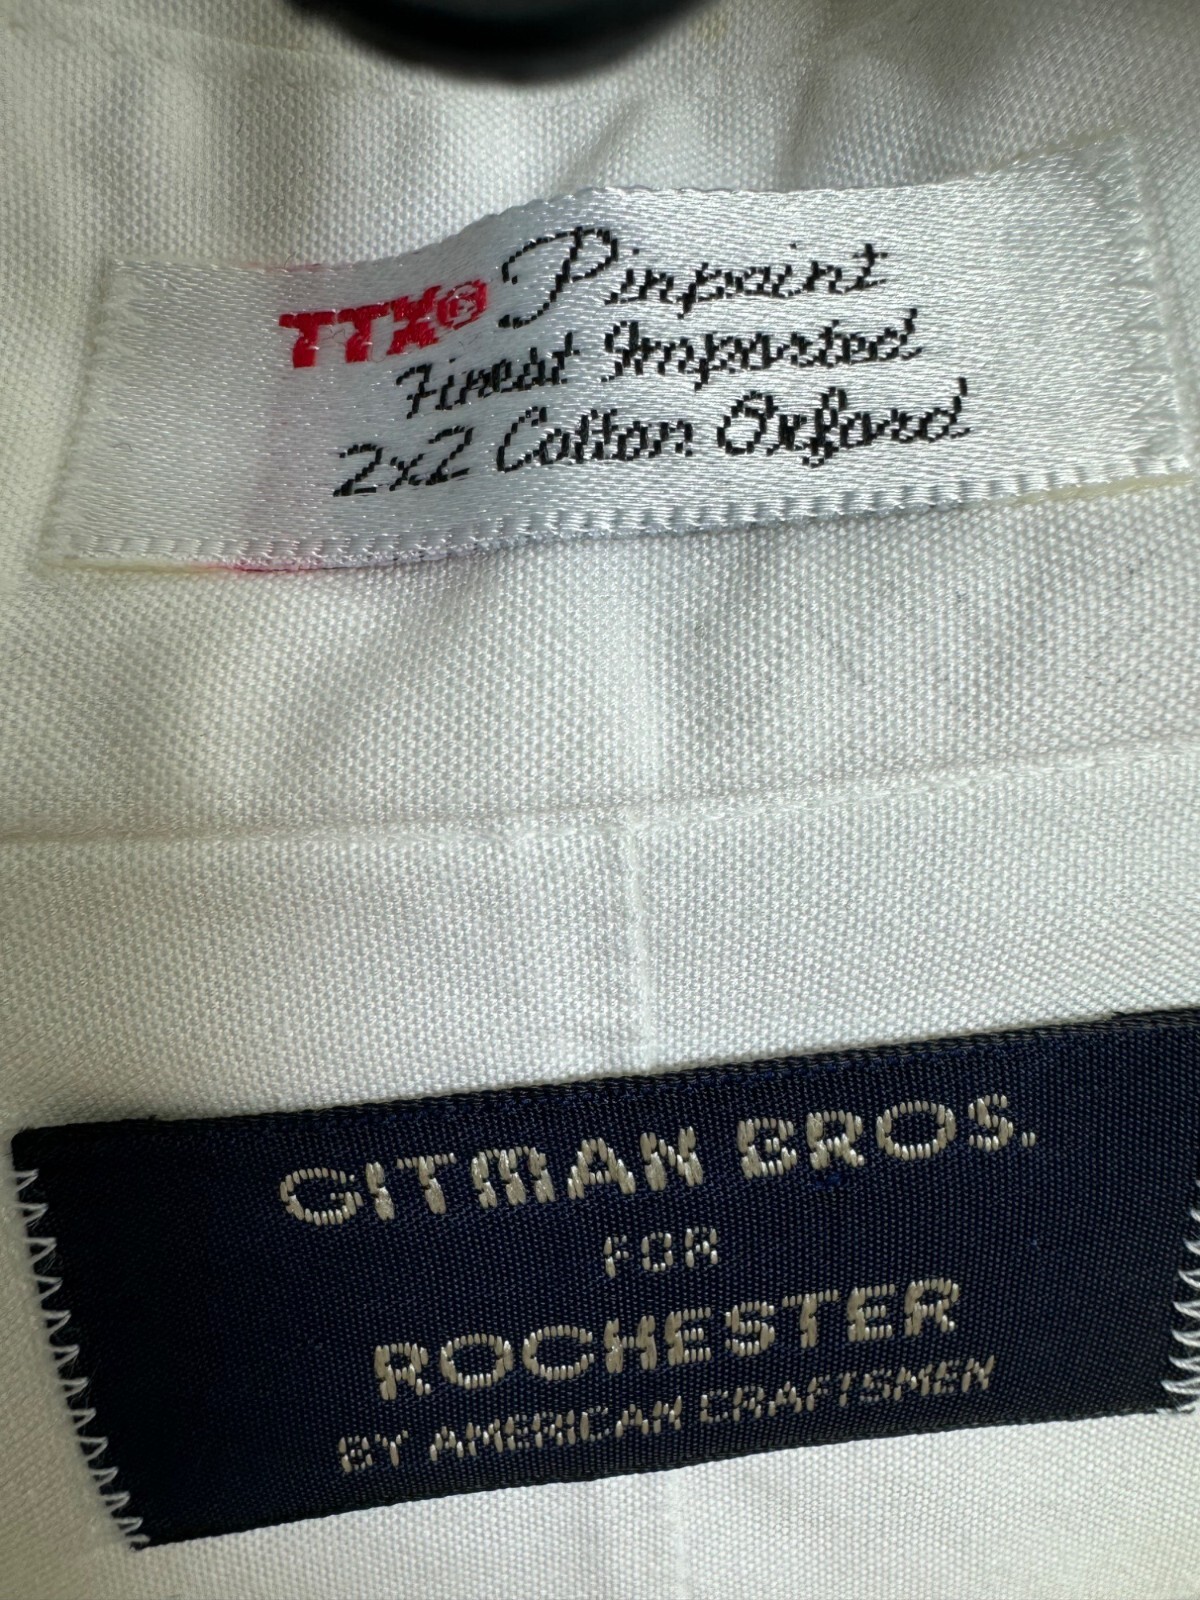 TTX® Pinpoint
Finest Imported
2x2 Cotton Oxford
GITMAN BROS.
FOR
ROCHESTER
BY AMERICAN CRAFTSMEN